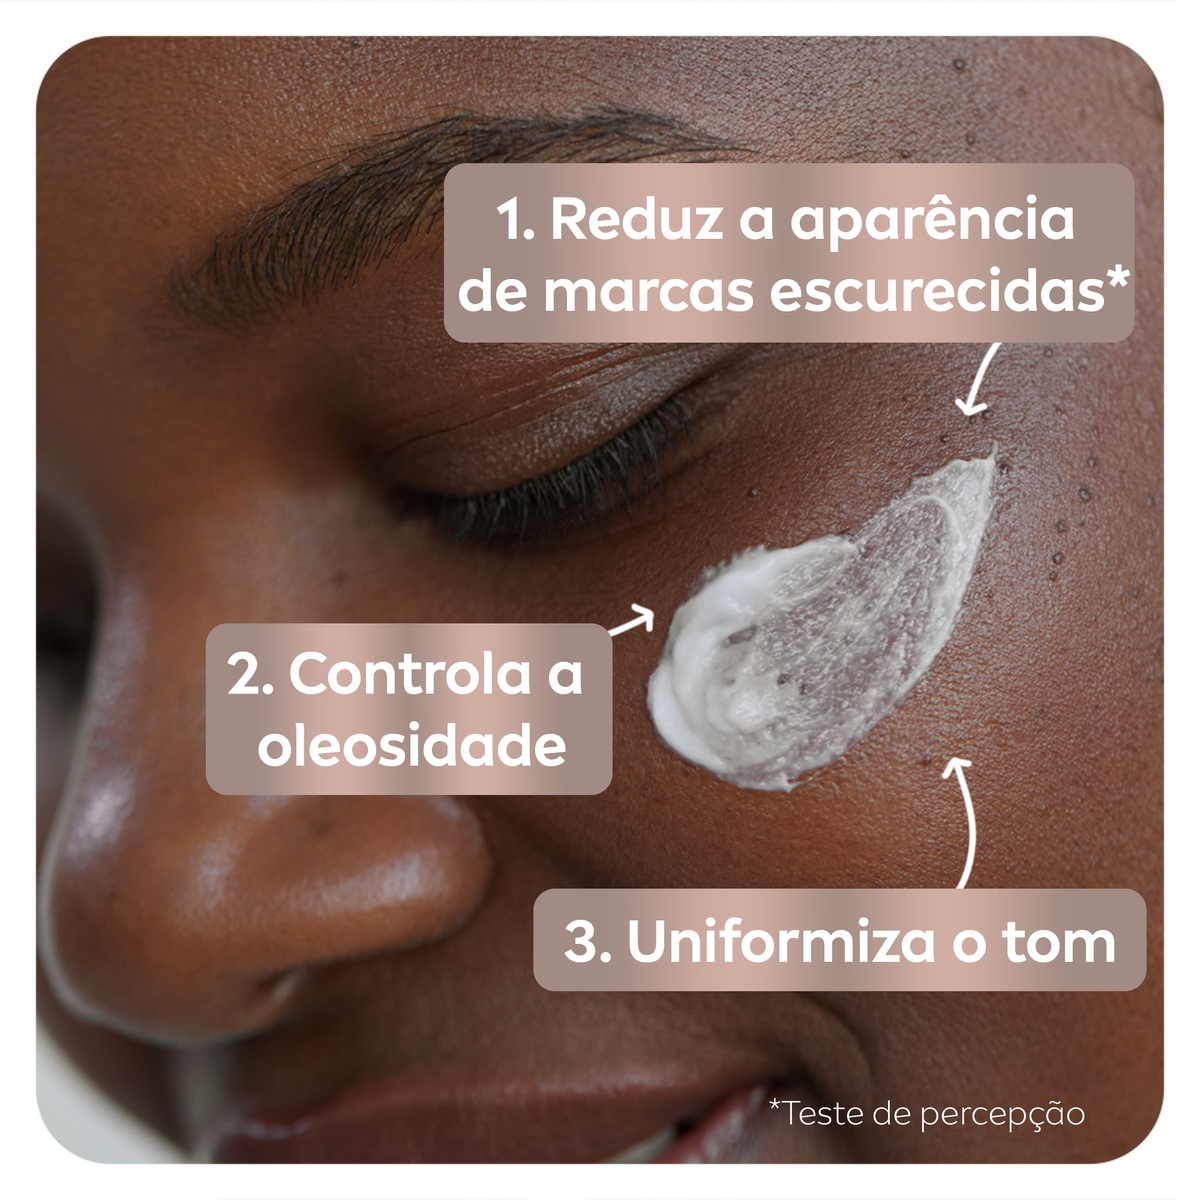 1. Reduz a aparência
de marcas escurecidas*
2. Controla a
oleosidade
3. Uniformiza o tom
*Teste de percepção